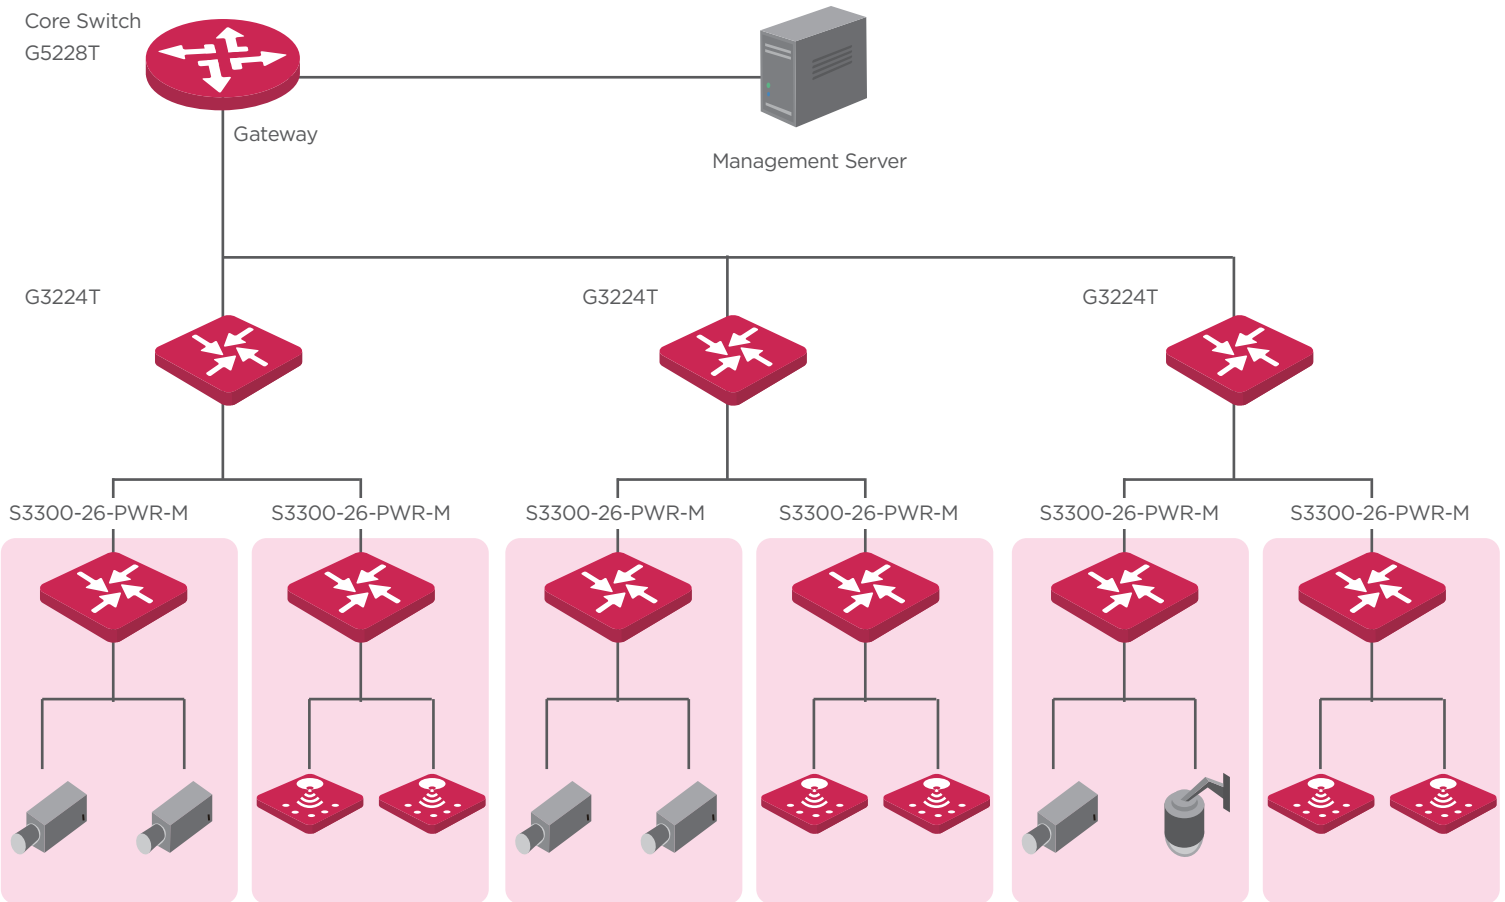 Core Switch
G5228T
Gateway
Management Server
G3224T
G3224T
G3224T
S3300-26-PWR-M
S3300-26-PWR-M
S3300-26-PWR-M
S3300-26-PWR-M
S3300-26-PWR-M
S3300-26-PWR-M